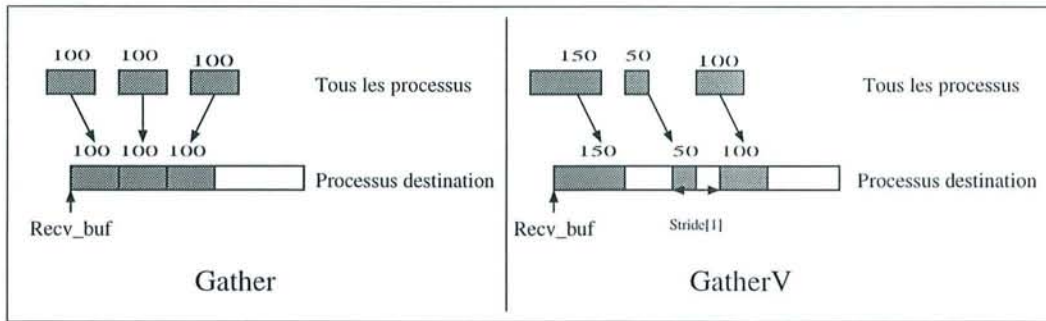 100 100 100
Tous les processus
100 100 100
Processus destination
Recv_buf
Gather
150 50 100
Tous les processus
150 50 100
Processus destination
Recv_buf
Stride[1]
GatherV